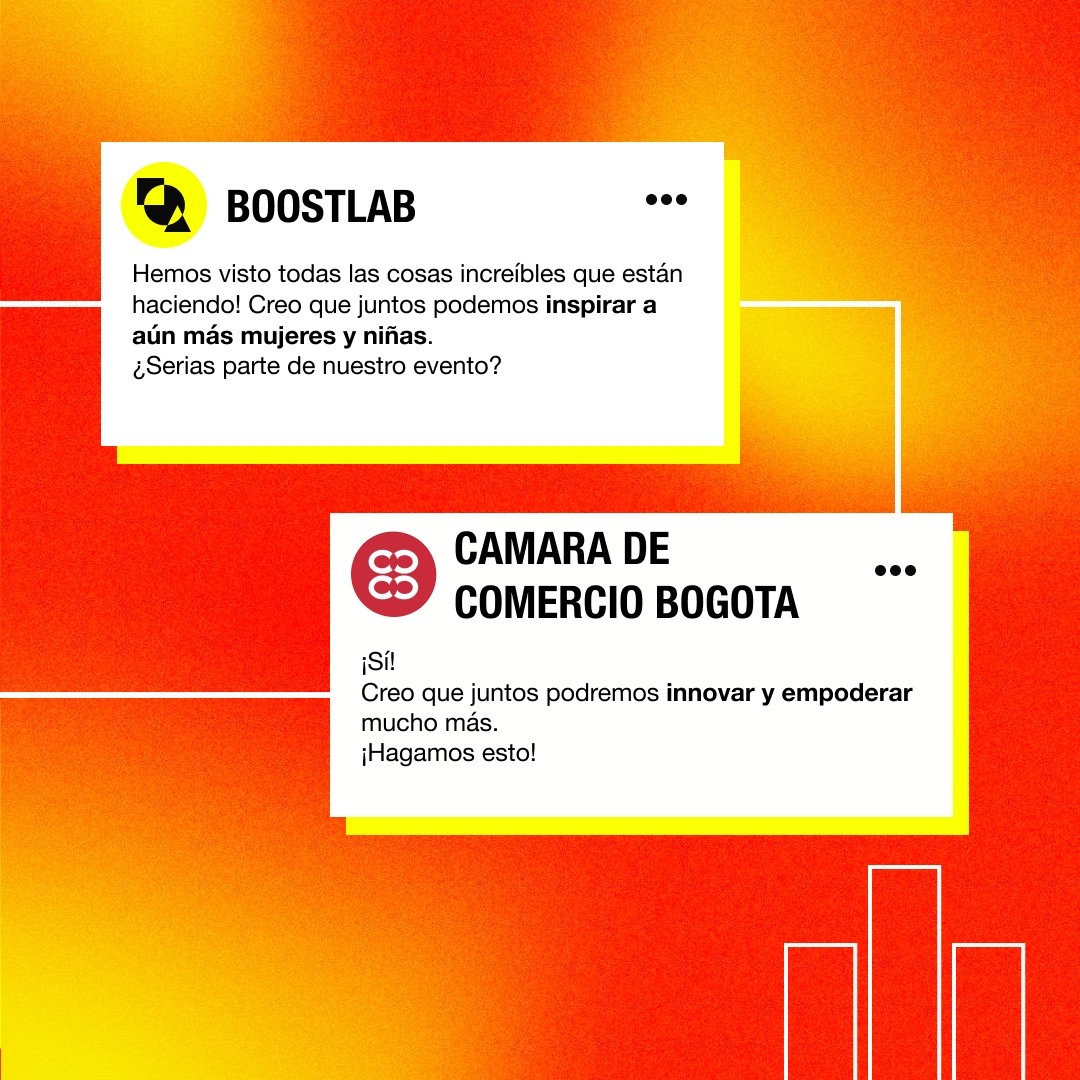 BOOSTLAB
Hemos visto todas las cosas increíbles que están
haciendo! Creo que juntos podemos inspirar a
aún más mujeres y niñas.
¿Serias parte de nuestro evento?
CAMARA DE
COMERCIO BOGOTA
¡Sí!
Creo que juntos podremos innovar y empoderar
mucho más.
¡Hagamos esto!